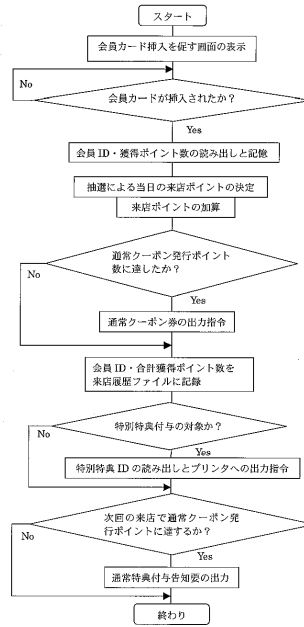 スタート
会員カード挿入を促す画面の表示
No
会員カードが挿入されたか？
Yes
会員 ID・獲得ポイント数の読み出しと記憶
抽選による当日の来店ポイントの決定
来店ポイントの加算
通常クーポン発行ポイント
数に達したか？
No
Yes
通常クーポン券の出力指令
会員 ID・合計獲得ポイント数を
来店履歴ファイルに記録
特別特典付与の対象か？
No
Yes
特別特典 ID の読み出しとプリンタへの出力指令
次回の来店で通常クーポン発
行ポイントに達するか？
No
Yes
通常特典付与告知要の出力
終わり